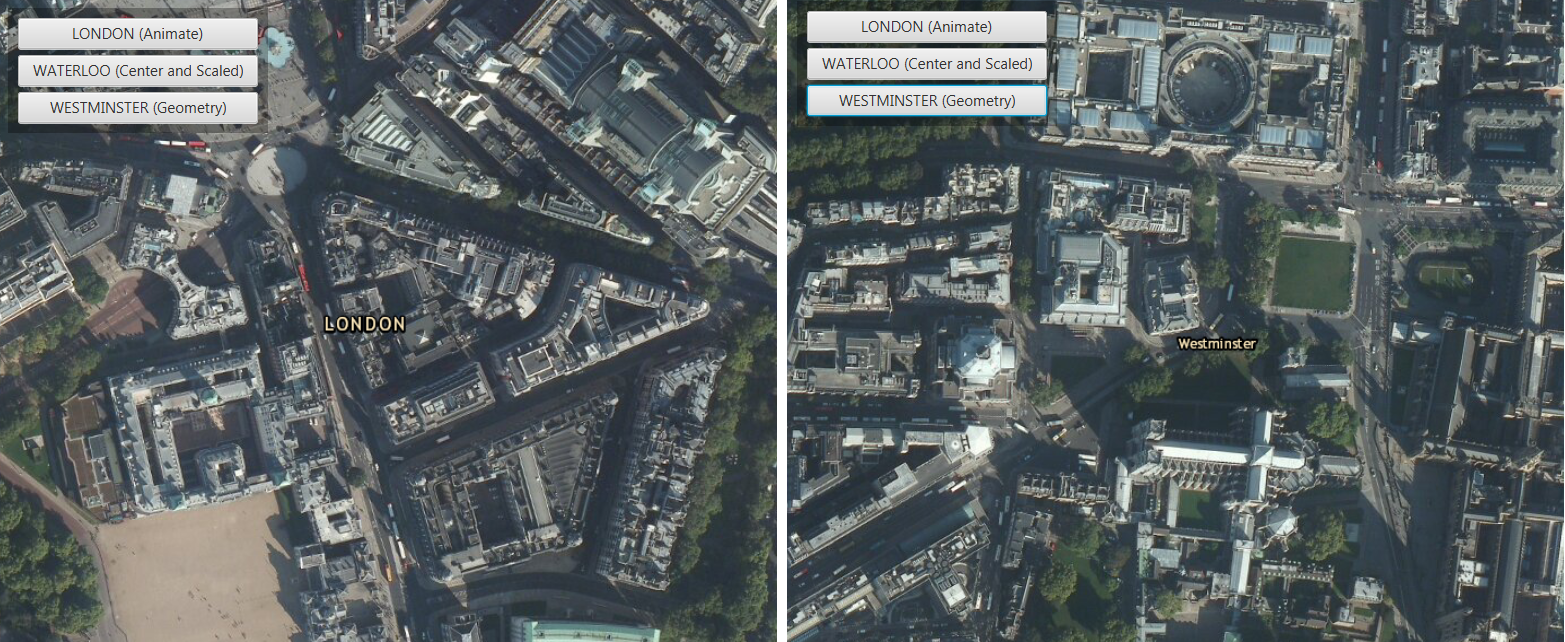 LONDON (Animate)
WATERLOO (Center and Scaled)
WESTMINSTER (Geometry)
LONDON
LONDON (Animate)
WATERLOO (Center and Scaled)
WESTMINSTER (Geometry)
Westminster